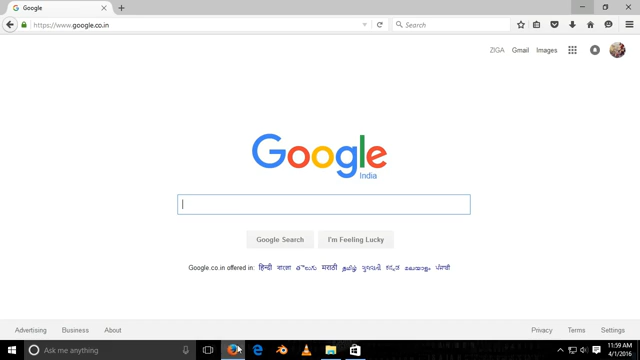 Google
https://www.google.co.in
Search
ZIGA Gmail Images
Google
India
Google Search I'm Feeling Lucky
Google.co.in offered in: हिन्दी বাংলা తెలుగు मराठी தமிழ் ગુજરાતી ಕನ್ನಡ മലയാളം ਪੰਜਾਬੀ
Advertising Business About Privacy Terms Settings
Ask me anything
11:59 AM
4/1/2016